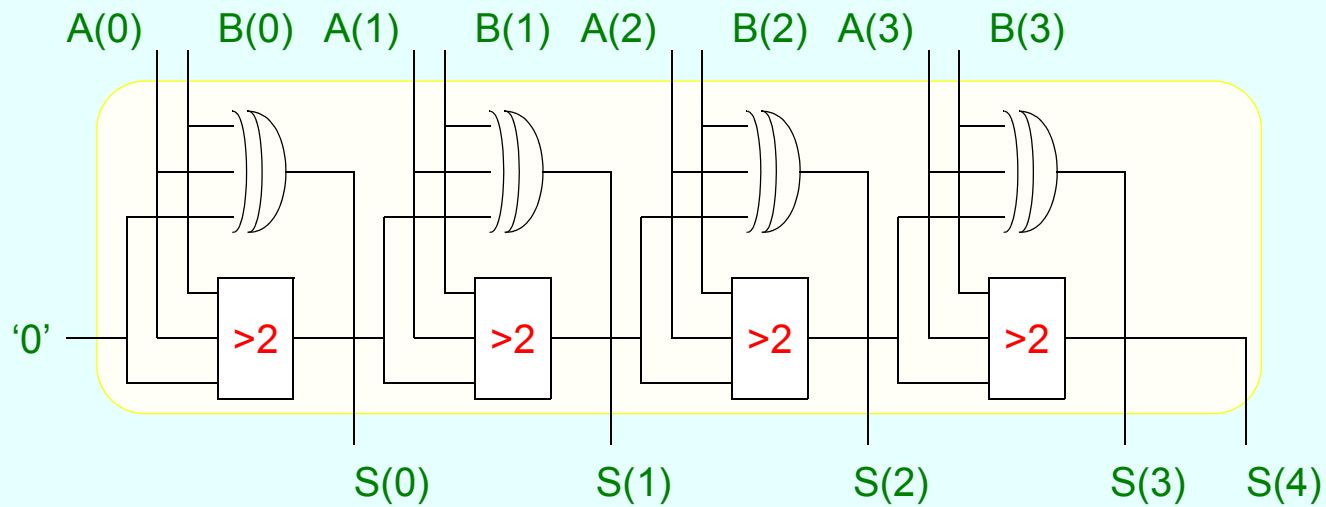 A(0) B(0) A(1) B(1) A(2) B(2) A(3) B(3)
‘0’ >2 >2 >2 >2
S(0) S(1) S(2) S(3) S(4)